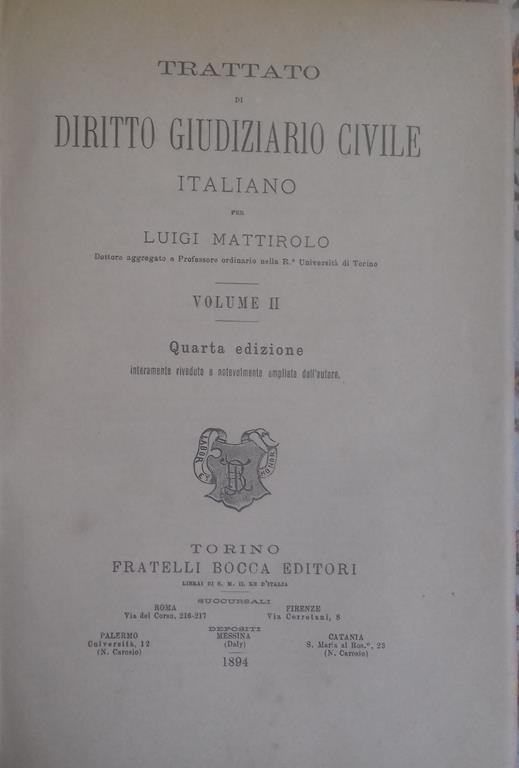 TRATTATO
DI
DIRITTO GIUDIZIARIO CIVILE
ITALIANO
PER
LUIGI MATTIROLO
Dottore aggregato e Professore ordinario nella R.ª Università di Torino
VOLUME II
Quarta edizione
interamente riveduta e notevolmente ampliata dall'autore.
LABOR ET HONOR
TORINO
FRATELLI BOCCA EDITORI
LIBRAI DI S. M. IL RE D'ITALIA
SUCCURSALI
ROMA FIRENZE
Via del Corso, 216-217 Via Cerretani, 8
DEPOSITI
PALERMO MESSINA CATANIA
Università, 12 (Daly) S. Maria al Ros.º, 23
(N. Carosio) (N. Carosio)
1894